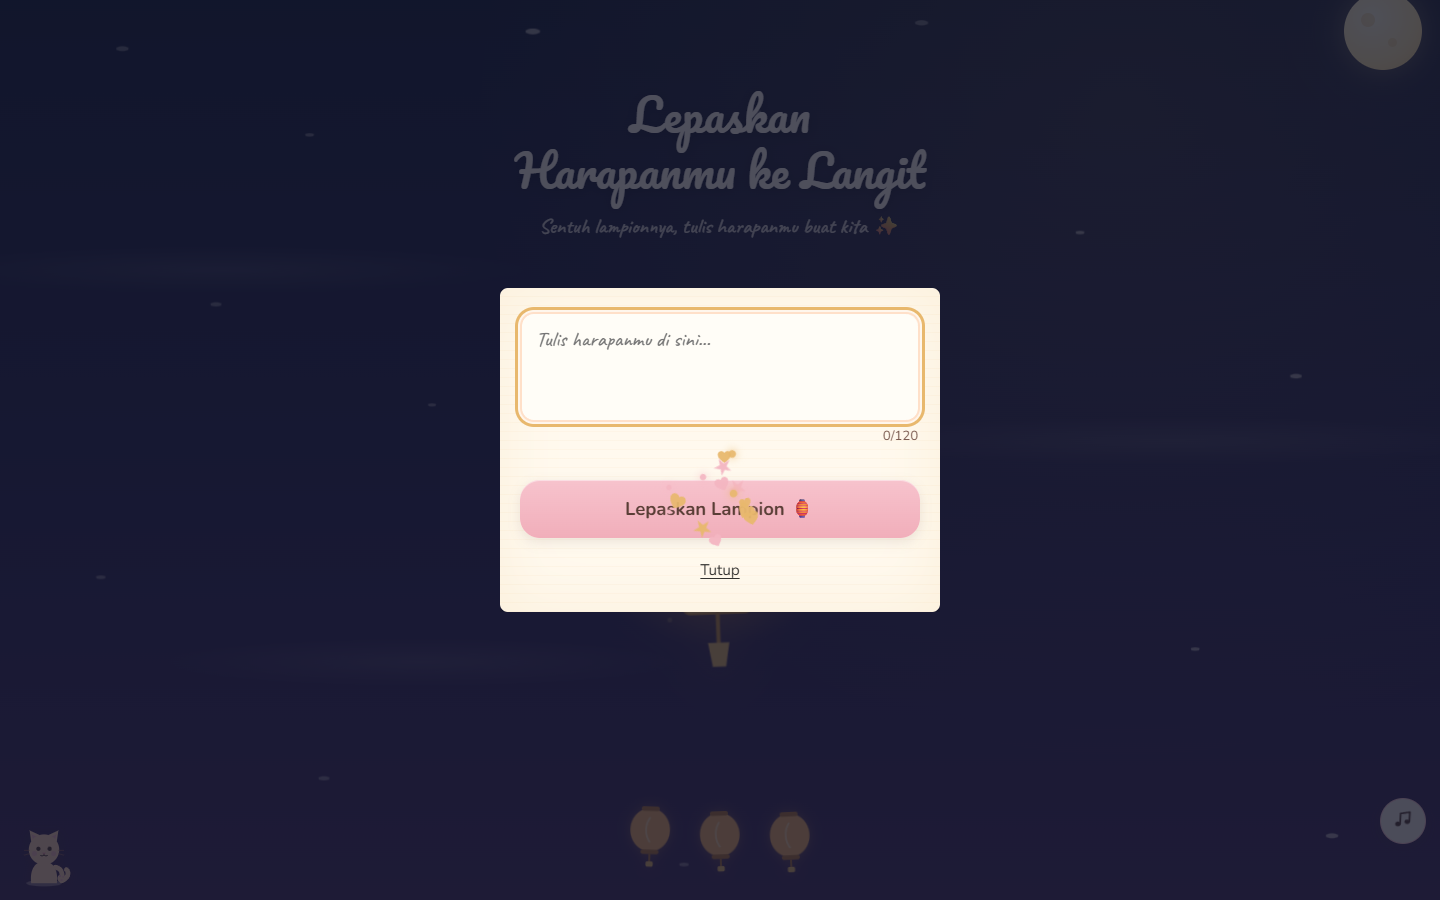 Lepaskan
Harapanmu ke Langit
Sentuh lampionnya, tulis harapanmu buat kita ✨
Tulis harapanmu di sini...
0/120
Lepaskan Lampion 🏮
Tutup